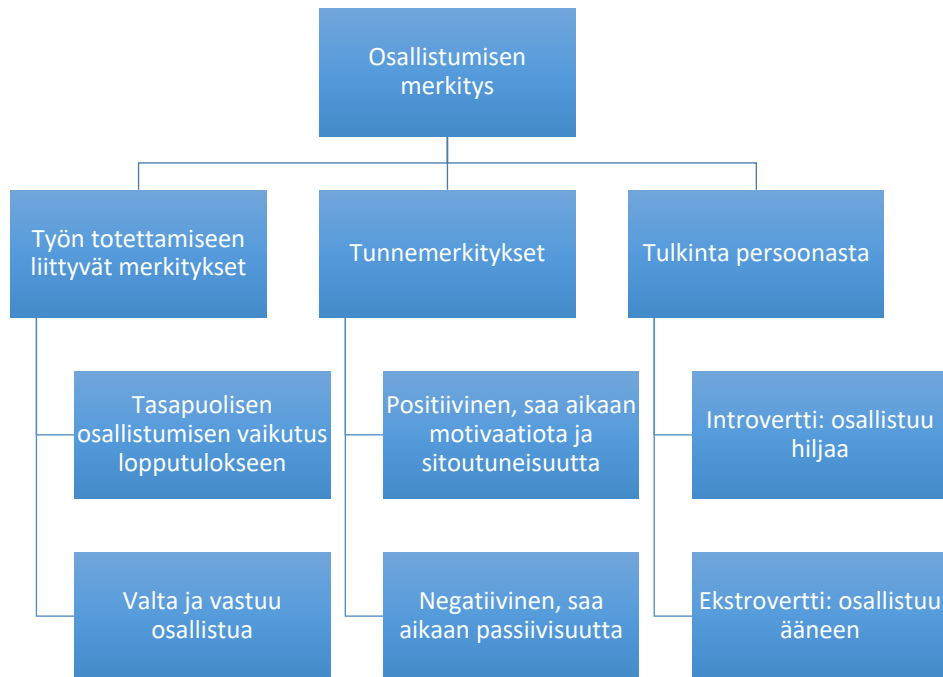 Osallistumisen
merkitys
Työn totettamiseen
liittyvät merkitykset
Tunnemerkitykset
Tulkinta persoonasta
Tasapuolisen
osallistumisen vaikutus
lopputulokseen
Positiivinen, saa aikaan
motivaatiota ja
sitoutuneisuutta
Introvertti: osallistuu
hiljaa
Valta ja vastuu
osallistua
Negatiivinen, saa
aikaan passiivisuutta
Ekstrovertti: osallistuu
ääneen